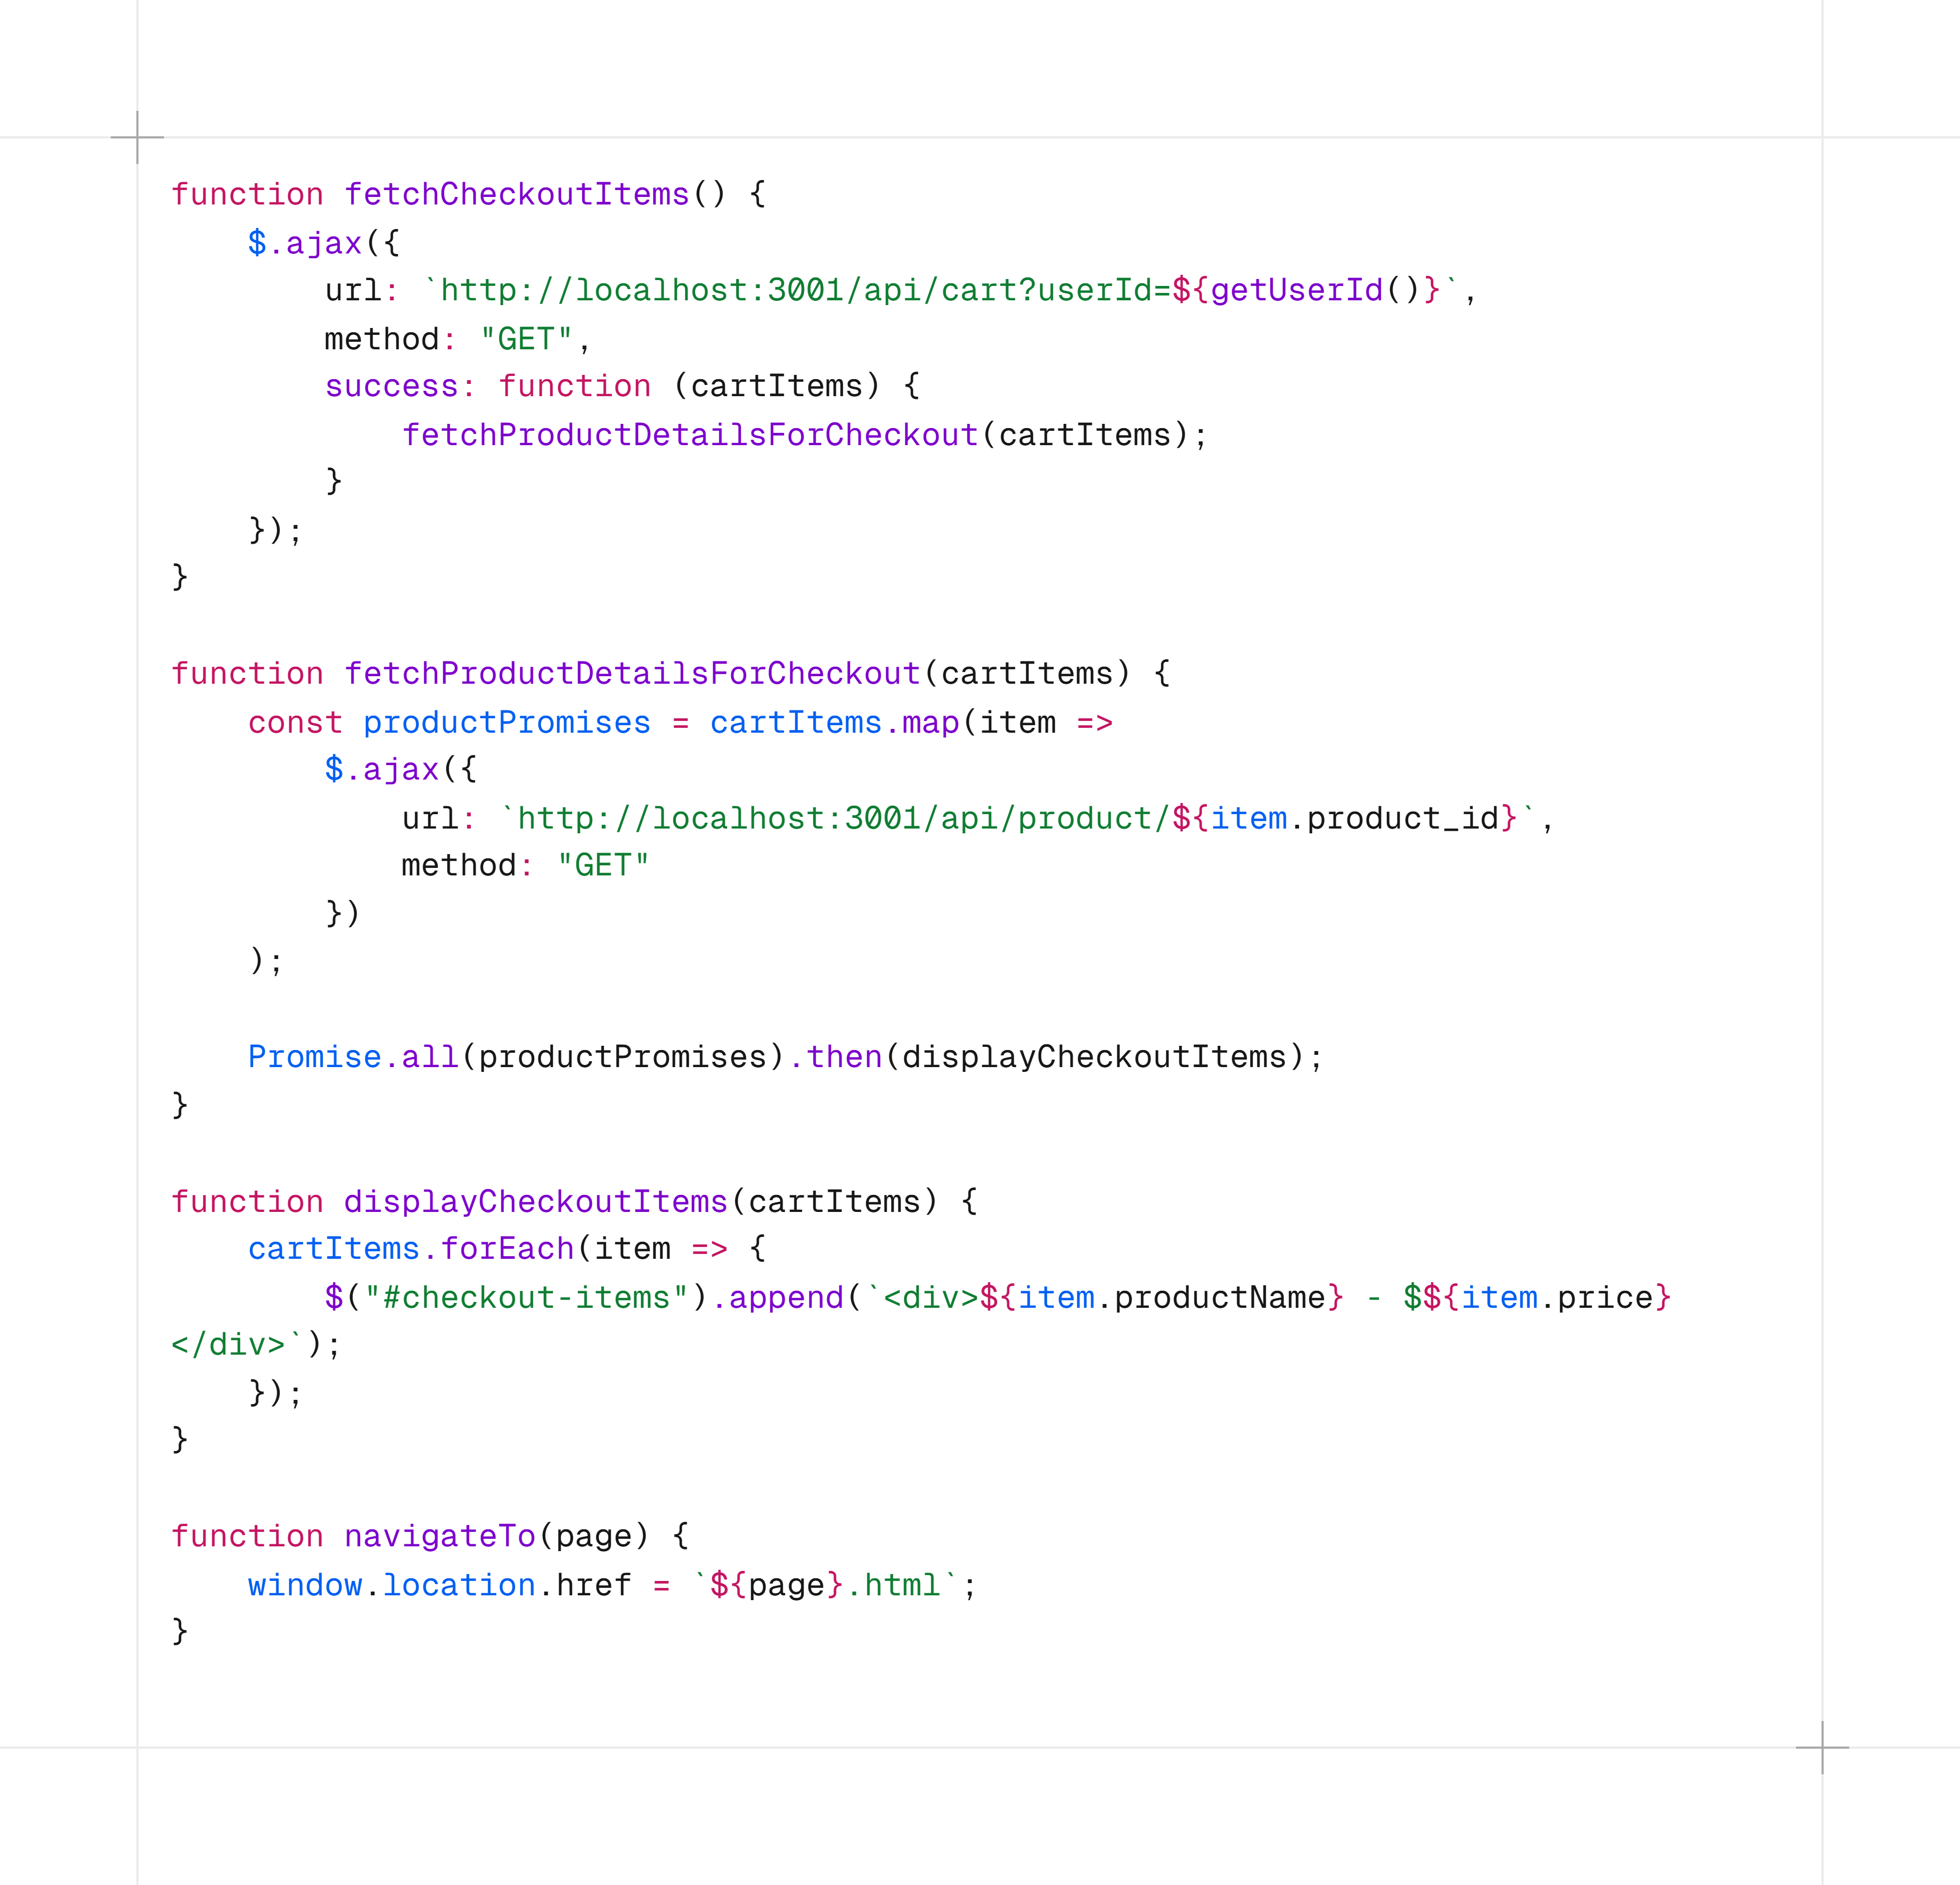 function fetchCheckoutItems() {
    $.ajax({
        url: `http://localhost:3001/api/cart?userId=${getUserId()}`,
        method: "GET",
        success: function (cartItems) {
            fetchProductDetailsForCheckout(cartItems);
        }
    });
}

function fetchProductDetailsForCheckout(cartItems) {
    const productPromises = cartItems.map(item =>
        $.ajax({
            url: `http://localhost:3001/api/product/${item.product_id}`,
            method: "GET"
        })
    );

    Promise.all(productPromises).then(displayCheckoutItems);
}

function displayCheckoutItems(cartItems) {
    cartItems.forEach(item => {
        $("#checkout-items").append(`<div>${item.productName} - $${item.price}
</div>`);
    });
}

function navigateTo(page) {
    window.location.href = `${page}.html`;
}